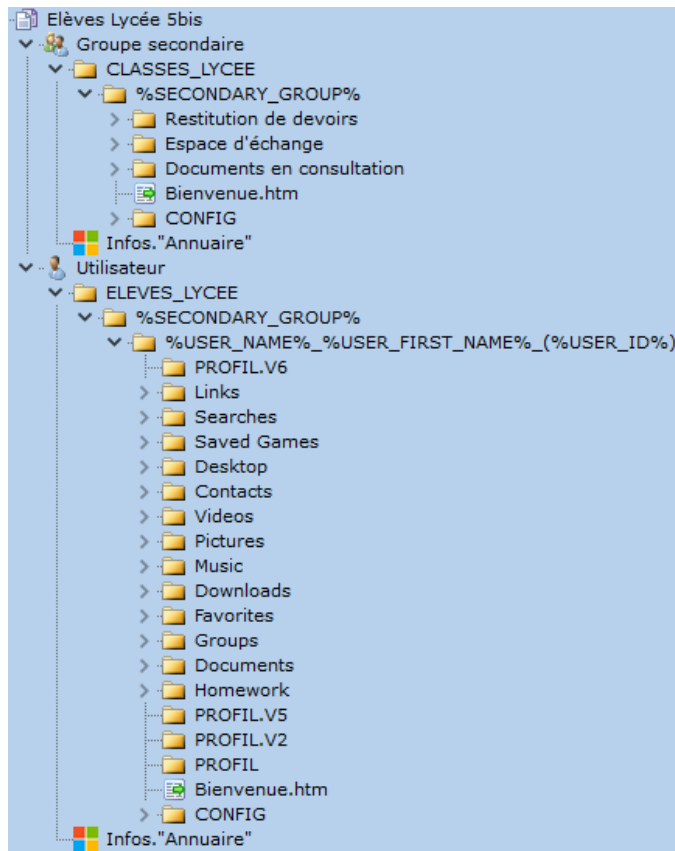 Elèves Lycée 5bis
Groupe secondaire
CLASSES_LYCEE
%SECONDARY_GROUP%
Restitution de devoirs
Espace d'échange
Documents en consultation
Bienvenue.htm
CONFIG
Infos."Annuaire"
Utilisateur
ELEVES_LYCEE
%SECONDARY_GROUP%
%USER_NAME%_%USER_FIRST_NAME%_(%USER_ID%)
PROFIL.V6
Links
Searches
Saved Games
Desktop
Contacts
Videos
Pictures
Music
Downloads
Favorites
Groups
Documents
Homework
PROFIL.V5
PROFIL.V2
PROFIL
Bienvenue.htm
CONFIG
Infos."Annuaire"